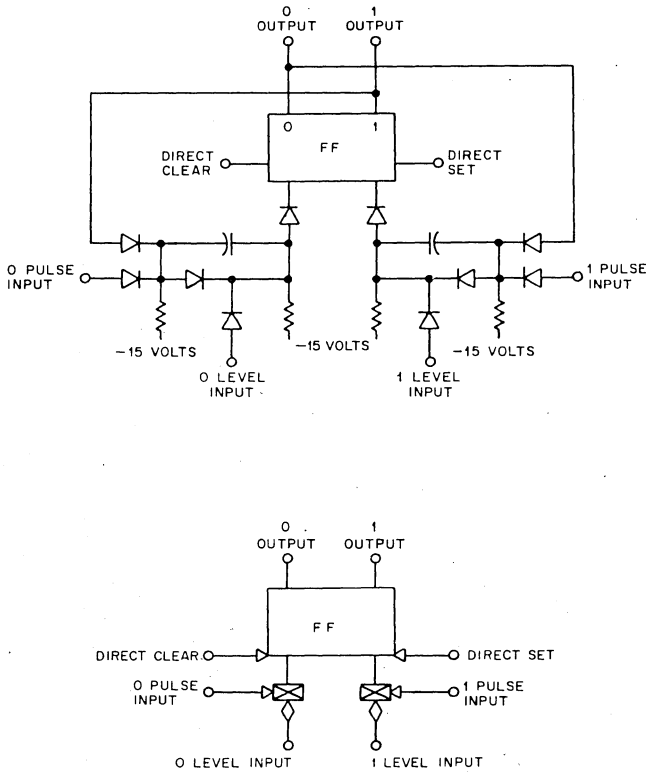 0
OUTPUT
1
OUTPUT
0
1
FF
DIRECT
CLEAR
DIRECT
SET
0 PULSE
INPUT
1 PULSE
INPUT
-15 VOLTS
-15 VOLTS
-15 VOLTS
0 LEVEL
INPUT
1 LEVEL
INPUT
0
OUTPUT
1
OUTPUT
FF
DIRECT CLEAR
DIRECT SET
0 PULSE
INPUT
1 PULSE
INPUT
0 LEVEL INPUT
1 LEVEL INPUT